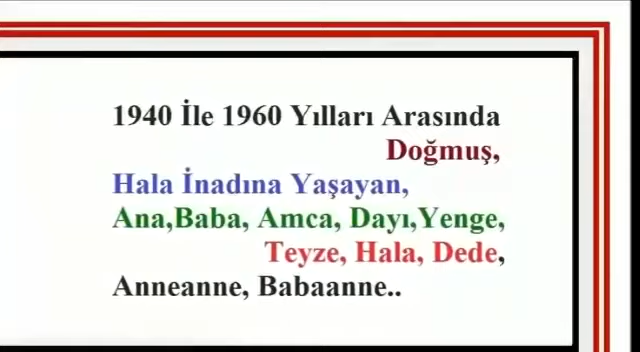 1940 İle 1960 Yılları Arasında
Doğmuş,
Hala İnadına Yaşayan,
Ana,Baba, Amca, Dayı,Yenge,
Teyze, Hala, Dede,
Anneanne, Babaanne..